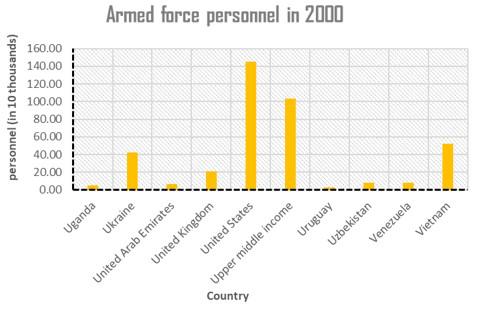 Armed force personnel in 2000
personnel (in 10 thousands)
160.00
140.00
120.00
100.00
80.00
60.00
40.00
20.00
0.00
Uganda
Ukraine
United Arab Emirates
United Kingdom
United States
Upper middle income
Uruguay
Uzbekistan
Venezuela
Vietnam
Country